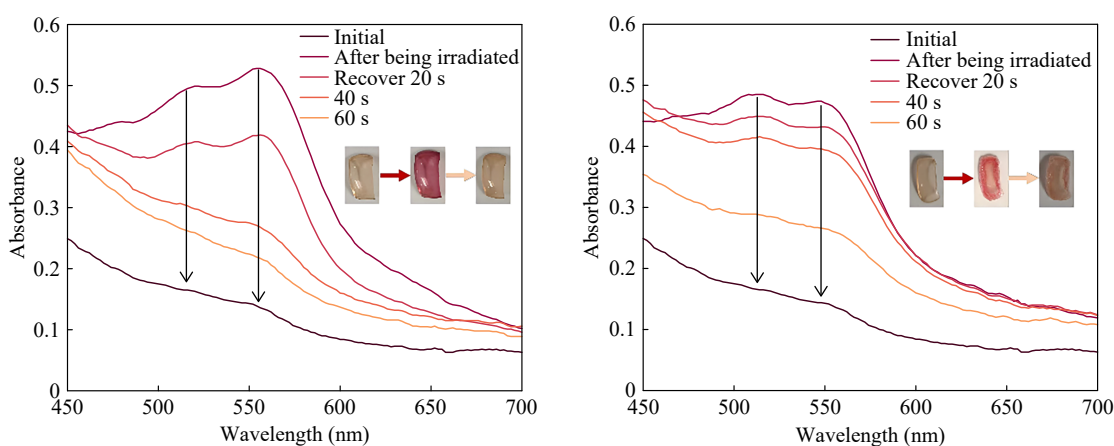 0.6
0.5
0.4
0.3
0.2
0.1
0
Absorbance
Initial
After being irradiated
Recover 20 s
40 s
60 s
450 500 550 600 650 700
Wavelength (nm)
0.6
0.5
0.4
0.3
0.2
0.1
0
Absorbance
Initial
After being irradiated
Recover 20 s
40 s
60 s
450 500 550 600 650 700
Wavelength (nm)